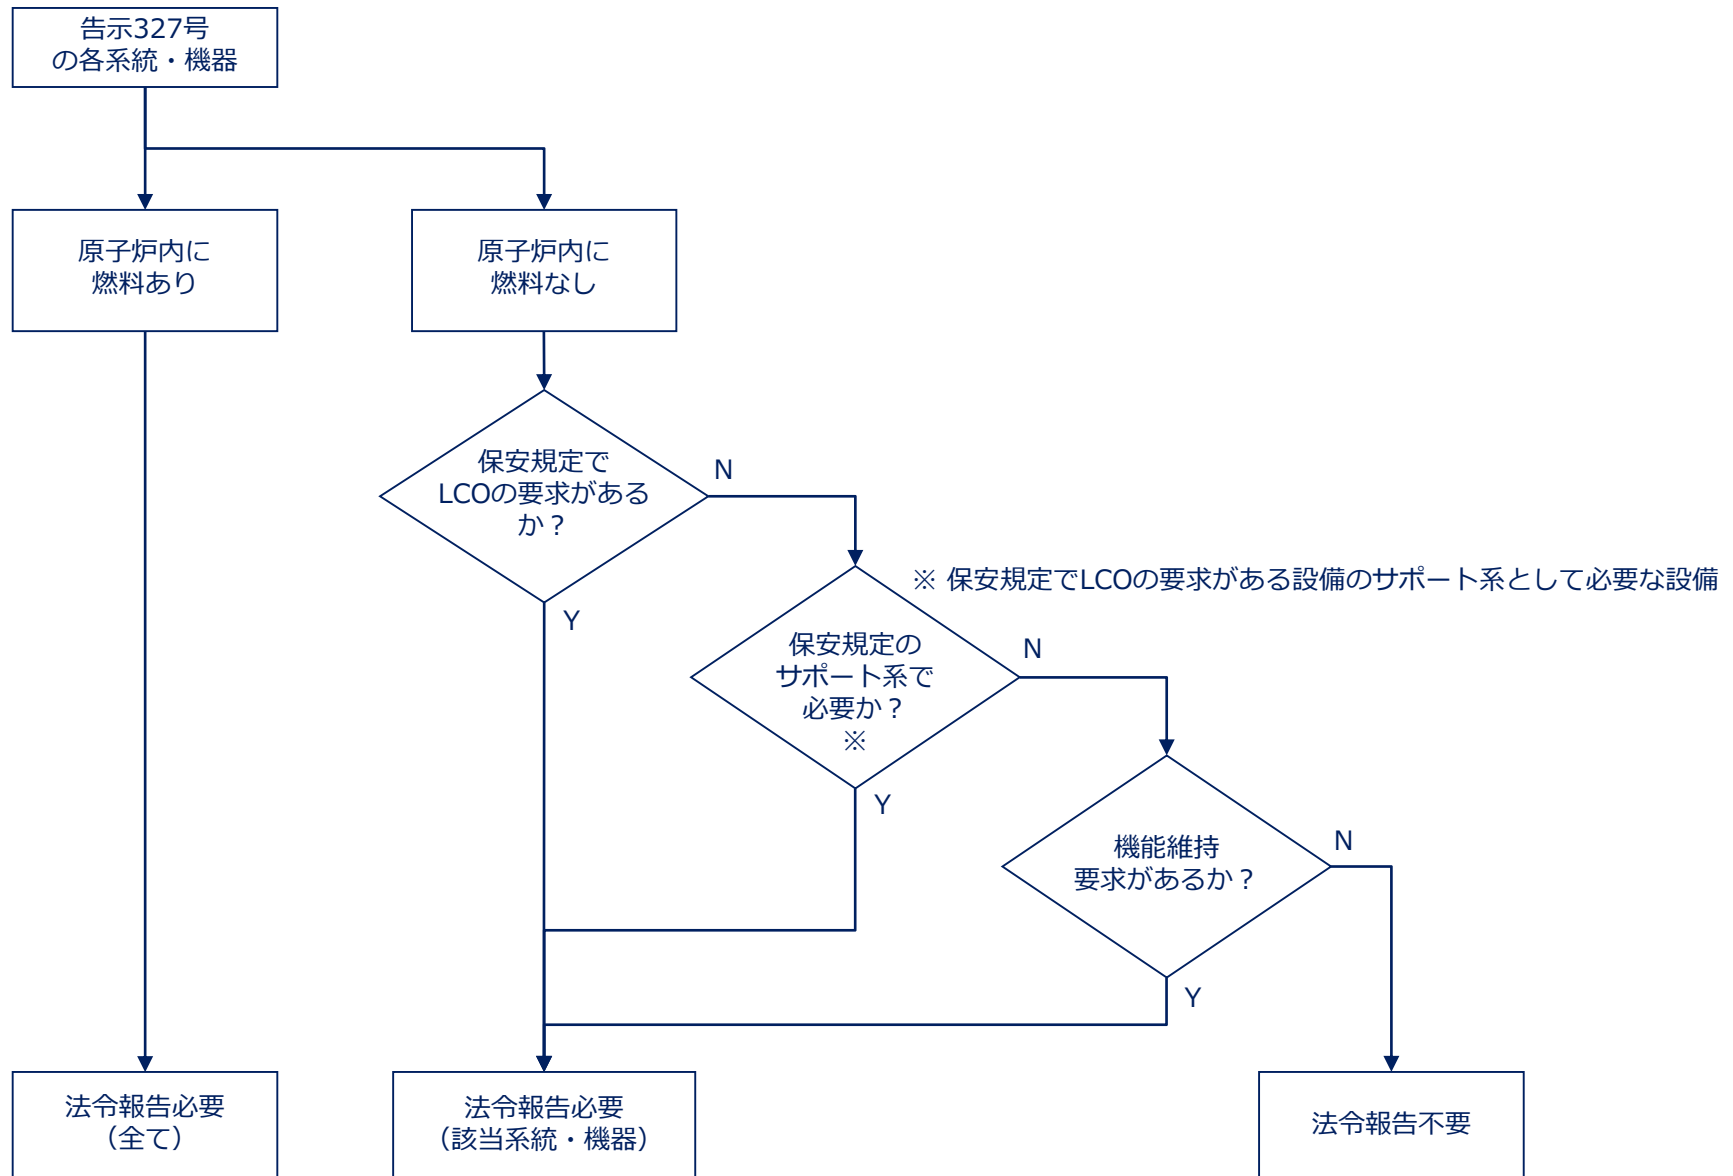 告示327号
の各系統・機器
原子炉内に
燃料あり
原子炉内に
燃料なし
保安規定で
LCOの要求がある
か？
N
Y
※ 保安規定でLCOの要求がある設備のサポート系として必要な設備
保安規定の
サポート系で
必要か？
※
N
Y
機能維持
要求があるか？
N
Y
法令報告必要
（全て）
法令報告必要
（該当系統・機器）
法令報告不要